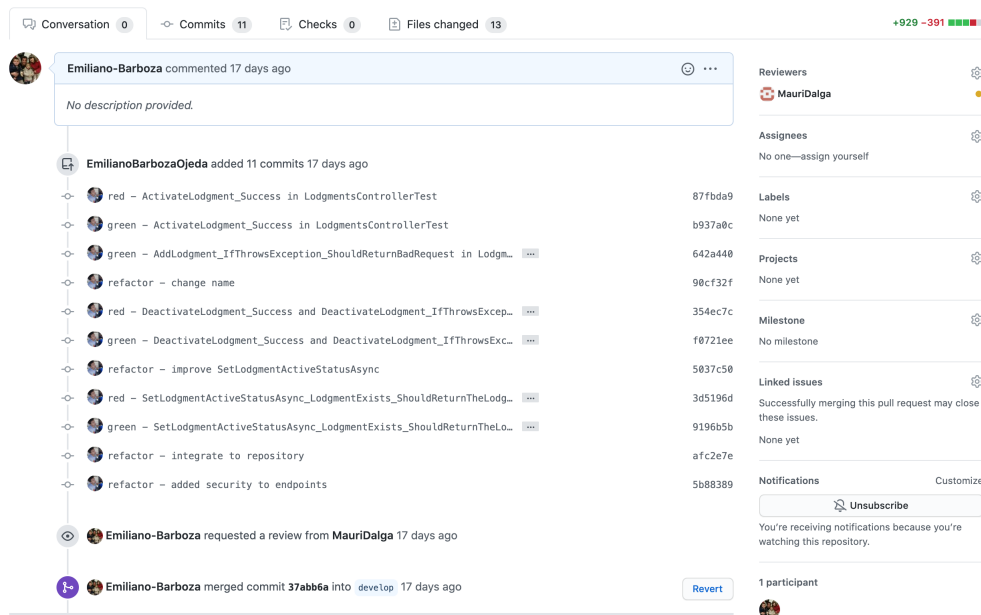 Conversation 0
Commits 11
Checks 0
Files changed 13
+929 −391
Emiliano-Barboza commented 17 days ago
No description provided.
EmilianoBarbozaOjeda added 11 commits 17 days ago
red – ActivateLodgment_Success in LodgmentsControllerTest 87fbda9
green – ActivateLodgment_Success in LodgmentsControllerTest b937a0c
green – AddLodgment_IfThrowsException_ShouldReturnBadRequest in Lodgm… ... 642a440
refactor – change name 90cf32f
red – DeactivateLodgment_Success and DeactivateLodgment_IfThrowsExcep… ... 354ec7c
green – DeactivateLodgment_Success and DeactivateLodgment_IfThrowsExc… ... f0721ee
refactor – improve SetLodgmentActiveStatusAsync 5037c50
red – SetLodgmentActiveStatusAsync_LodgmentExists_ShouldReturnTheLodg… ... 3d5196d
green – SetLodgmentActiveStatusAsync_LodgmentExists_ShouldReturnTheLo… ... 9196b5b
refactor – integrate to repository afc2e7e
refactor – added security to endpoints 5b88389
Emiliano-Barboza requested a review from MauriDalga 17 days ago
Emiliano-Barboza merged commit 37abb6a into develop 17 days ago
Revert
Reviewers
MauriDalga
Assignees
No one—assign yourself
Labels
None yet
Projects
None yet
Milestone
No milestone
Linked issues
Successfully merging this pull request may close
these issues.
None yet
Notifications
Customize
Unsubscribe
You're receiving notifications because you're
watching this repository.
1 participant